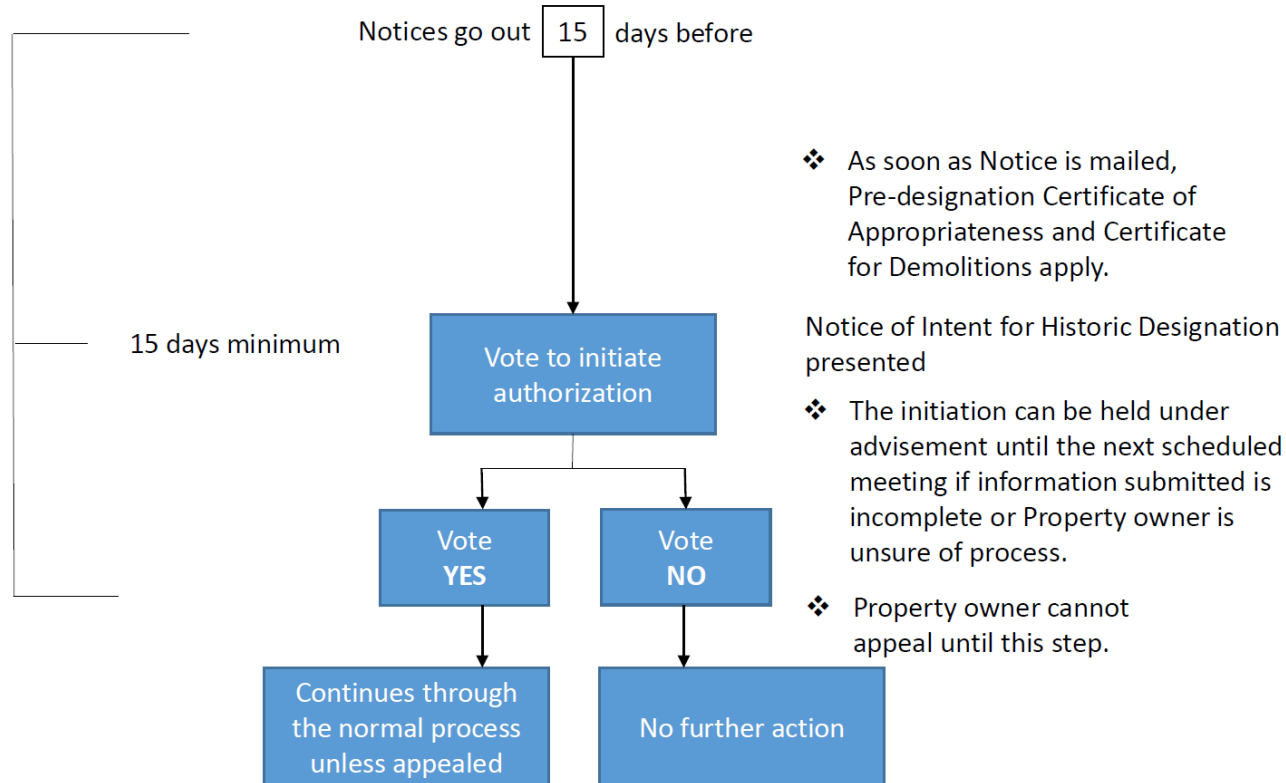 Notices go out 15 days before
❖ As soon as Notice is mailed,
Pre-designation Certificate of
Appropriateness and Certificate
for Demolitions apply.
15 days minimum
Vote to initiate
authorization
Notice of Intent for Historic Designation
presented
❖ The initiation can be held under
advisement until the next scheduled
meeting if information submitted is
incomplete or Property owner is
unsure of process.
Vote
YES
Vote
NO
❖ Property owner cannot
appeal until this step.
Continues through
the normal process
unless appealed
No further action